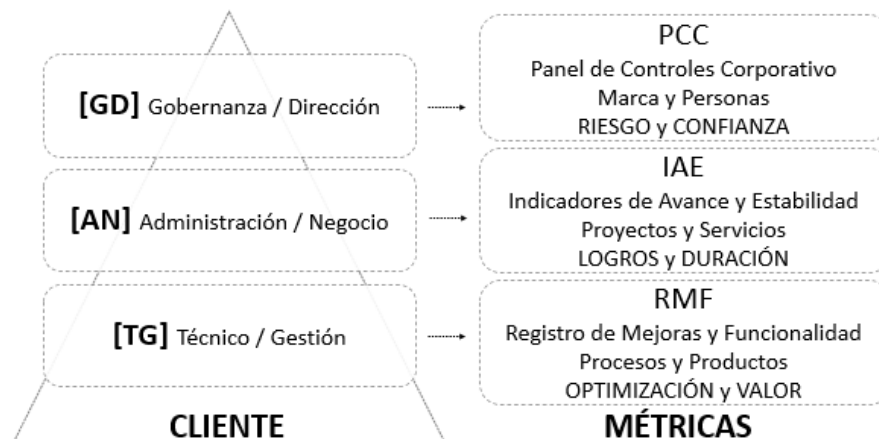 [GD] Gobernanza / Dirección
PCC
Panel de Controles Corporativo
Marca y Personas
RIESGO y CONFIANZA
[AN] Administración / Negocio
IAE
Indicadores de Avance y Estabilidad
Proyectos y Servicios
LOGROS y DURACIÓN
[TG] Técnico / Gestión
RMF
Registro de Mejoras y Funcionalidad
Procesos y Productos
OPTIMIZACIÓN y VALOR
CLIENTE
MÉTRICAS